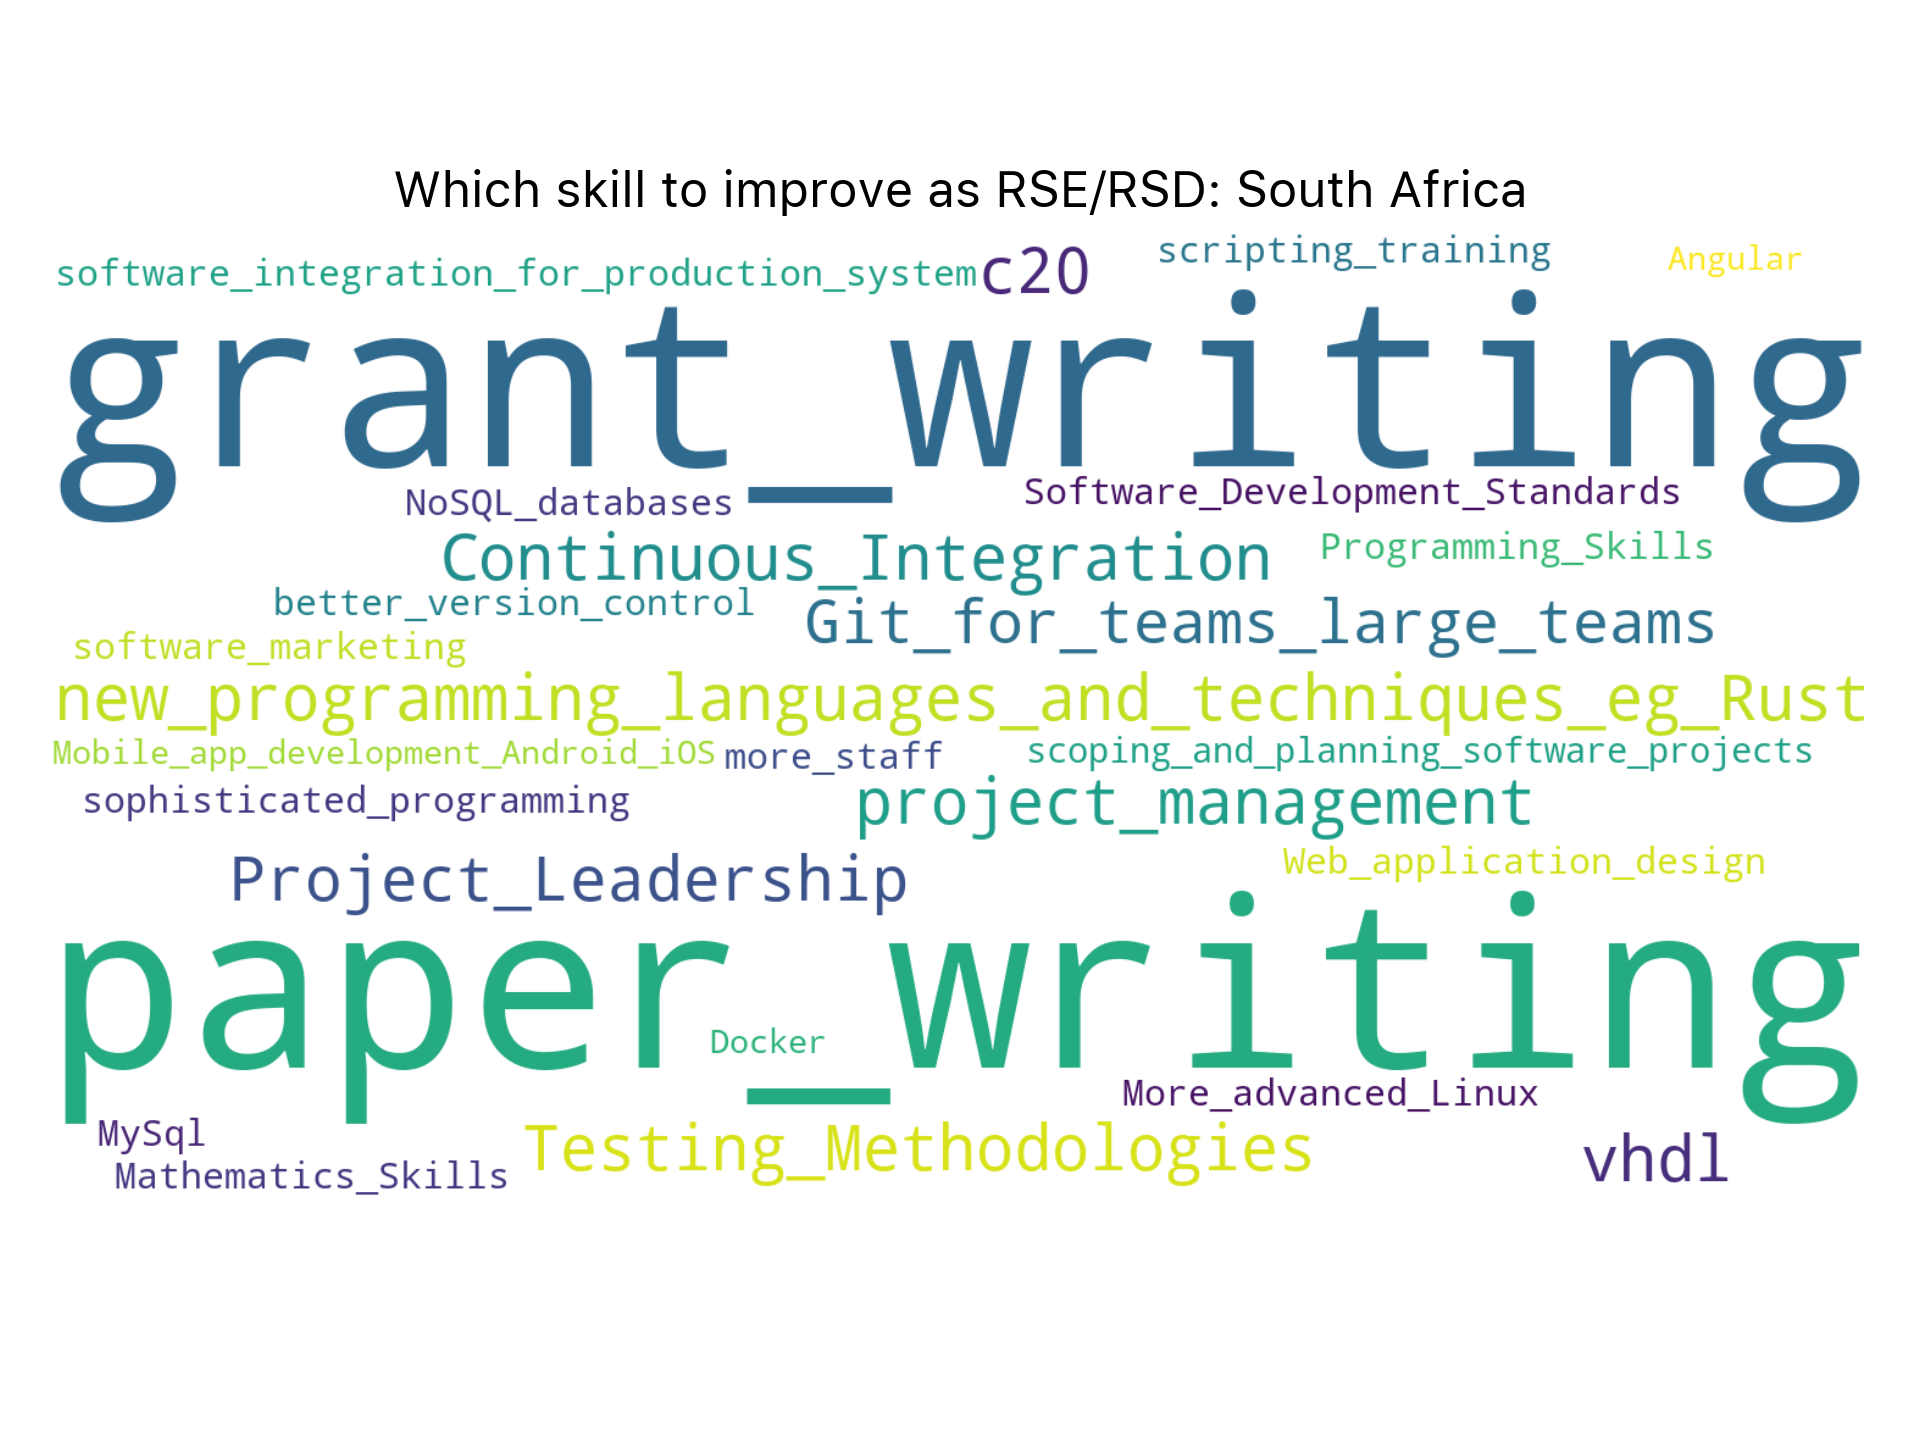 Which skill to improve as RSE/RSD: South Africa
software_integration_for_production_system c20 scripting_training Angular
grant_writing
NoSQL_databases Software_Development_Standards
Continuous_Integration Programming_Skills
better_version_control Git_for_teams_large_teams
software_marketing
new_programming_languages_and_techniques_eg_Rust
Mobile_app_development_Android_iOS more_staff scoping_and_planning_software_projects
sophisticated_programming project_management
Project_Leadership Web_application_design
paper_writing
Docker
More_advanced_Linux
MySql Testing_Methodologies vhdl
Mathematics_Skills